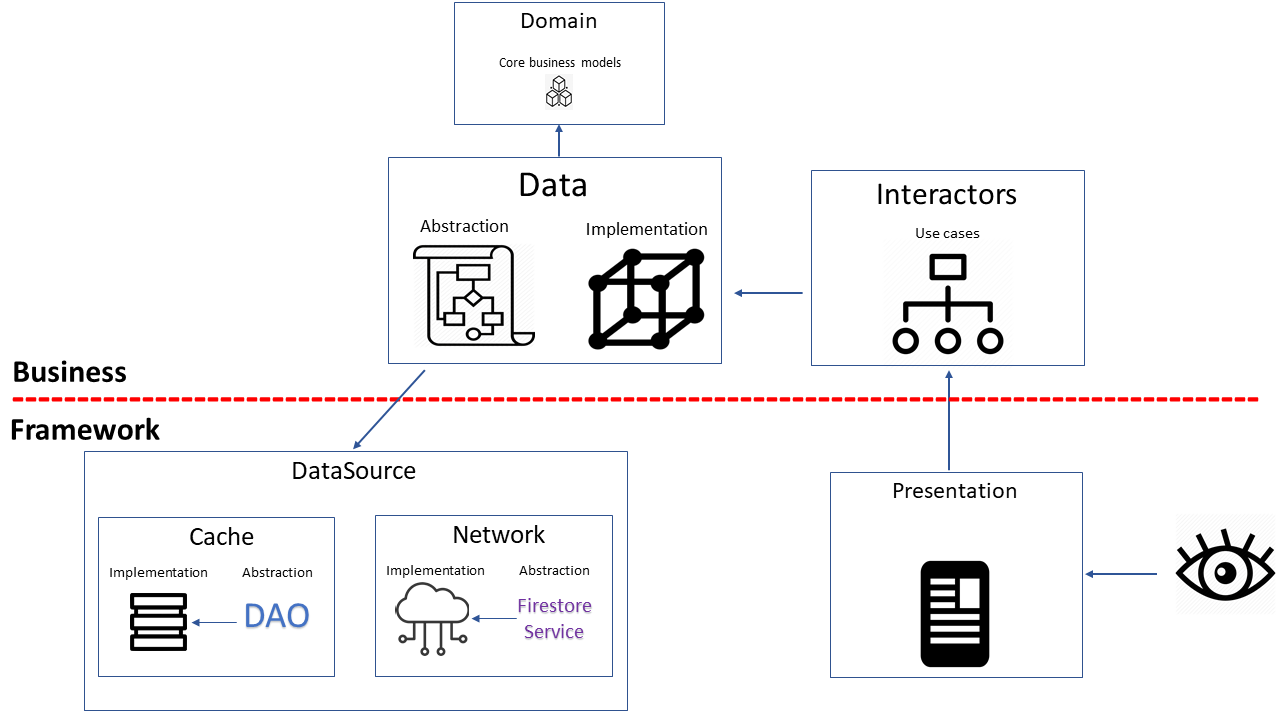 Domain
Core business models
Data
Abstraction
Implementation
Interactors
Use cases
Business
Framework
DataSource
Cache
Implementation
Abstraction
DAO
Network
Implementation
Abstraction
Firestore
Service
Presentation